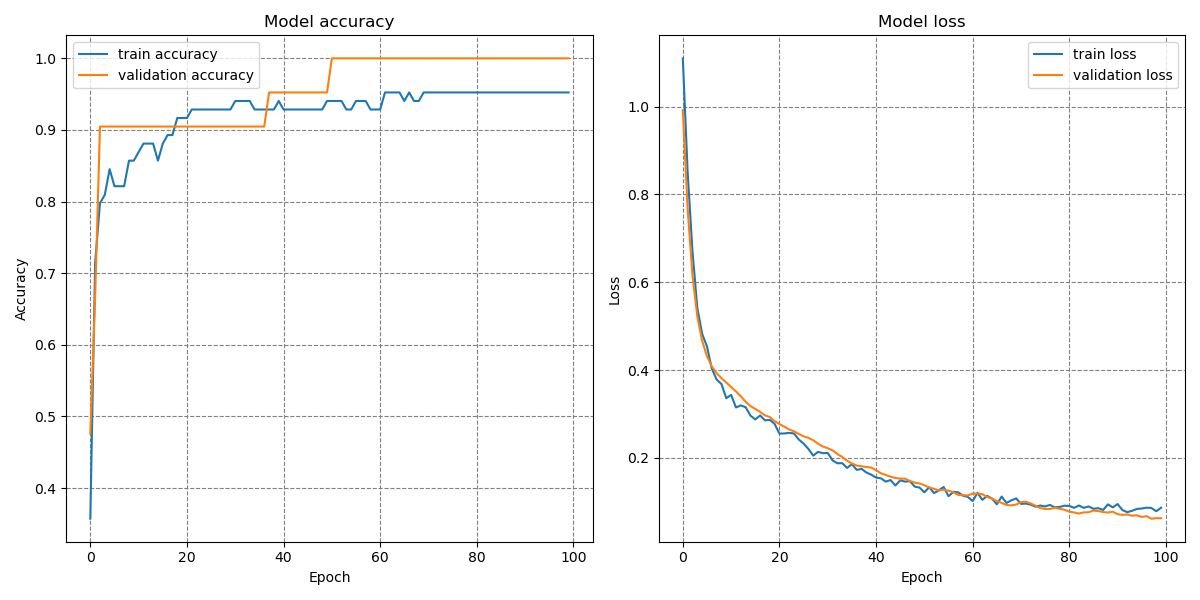 Model accuracy
train accuracy
validation accuracy
1.0
0.9
0.8
0.7
0.6
0.5
0.4
Accuracy
0 20 40 60 80 100
Epoch
Model loss
train loss
validation loss
1.0
0.8
0.6
0.4
0.2
Loss
0 20 40 60 80 100
Epoch